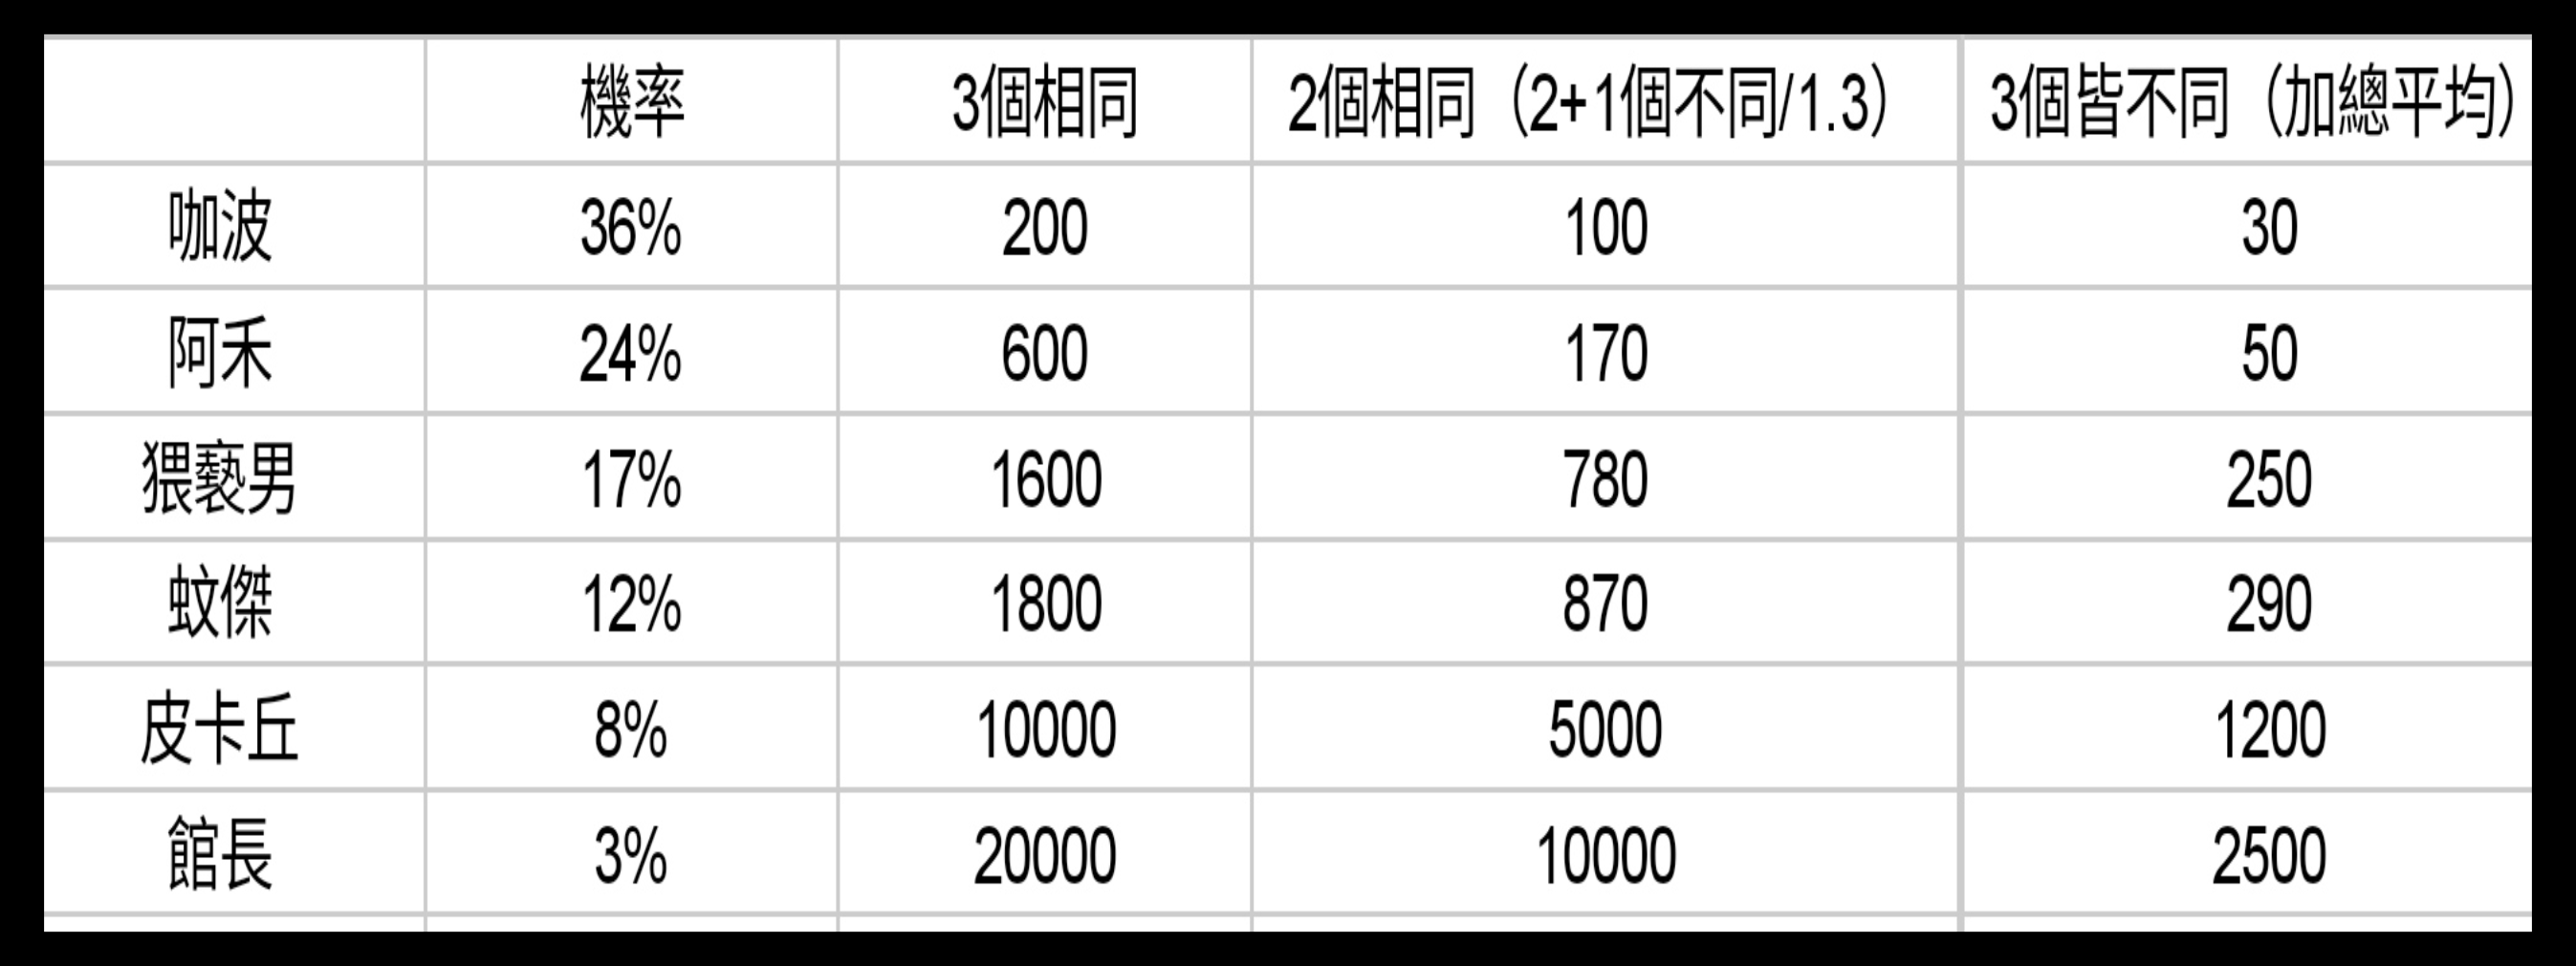 機率 3個相同 2個相同（2+1個不同/1.3） 3個皆不同（加總平均）
咖波 36% 200 100 30
阿禾 24% 600 170 50
猥褻男 17% 1600 780 250
蚊傑 12% 1800 870 290
皮卡丘 8% 10000 5000 1200
館長 3% 20000 10000 2500